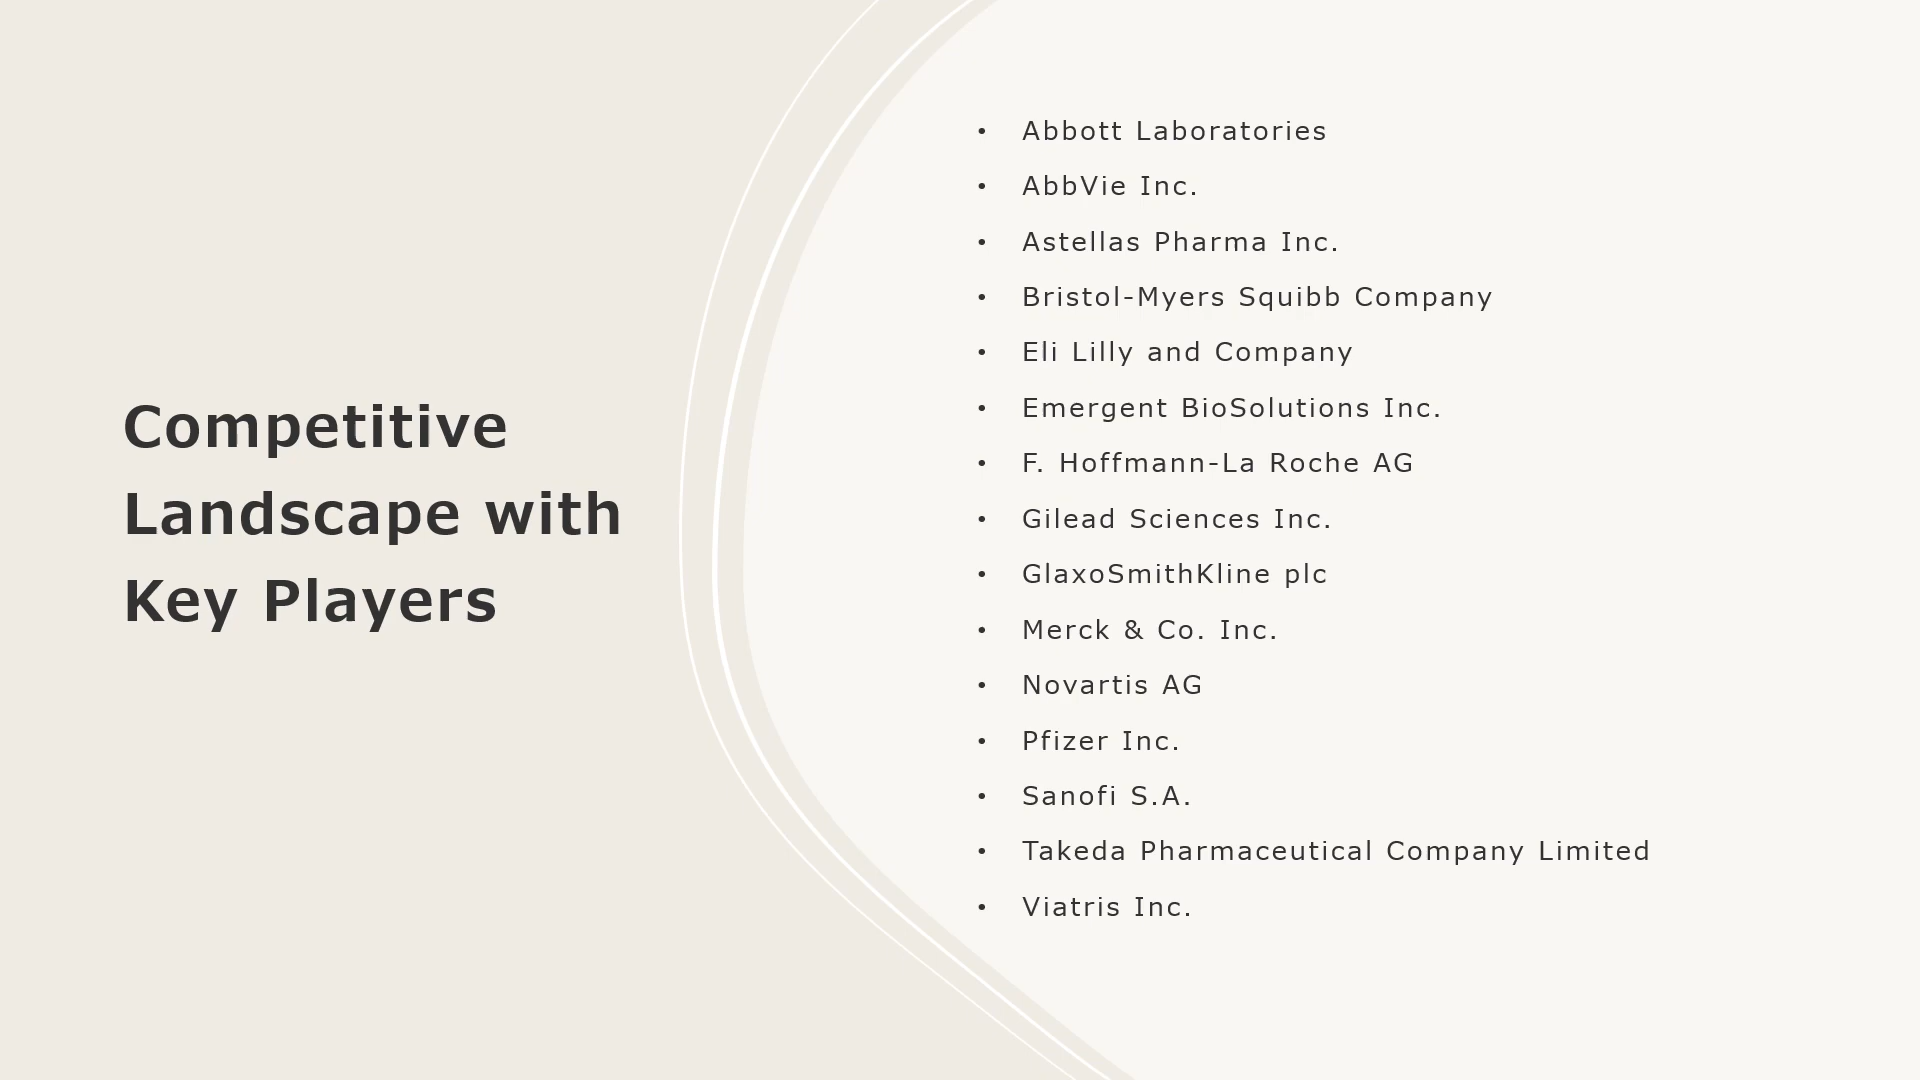 Competitive
Landscape with
Key Players
• Abbott Laboratories
• AbbVie Inc.
• Astellas Pharma Inc.
• Bristol-Myers Squibb Company
• Eli Lilly and Company
• Emergent BioSolutions Inc.
• F. Hoffmann-La Roche AG
• Gilead Sciences Inc.
• GlaxoSmithKline plc
• Merck & Co. Inc.
• Novartis AG
• Pfizer Inc.
• Sanofi S.A.
• Takeda Pharmaceutical Company Limited
• Viatris Inc.